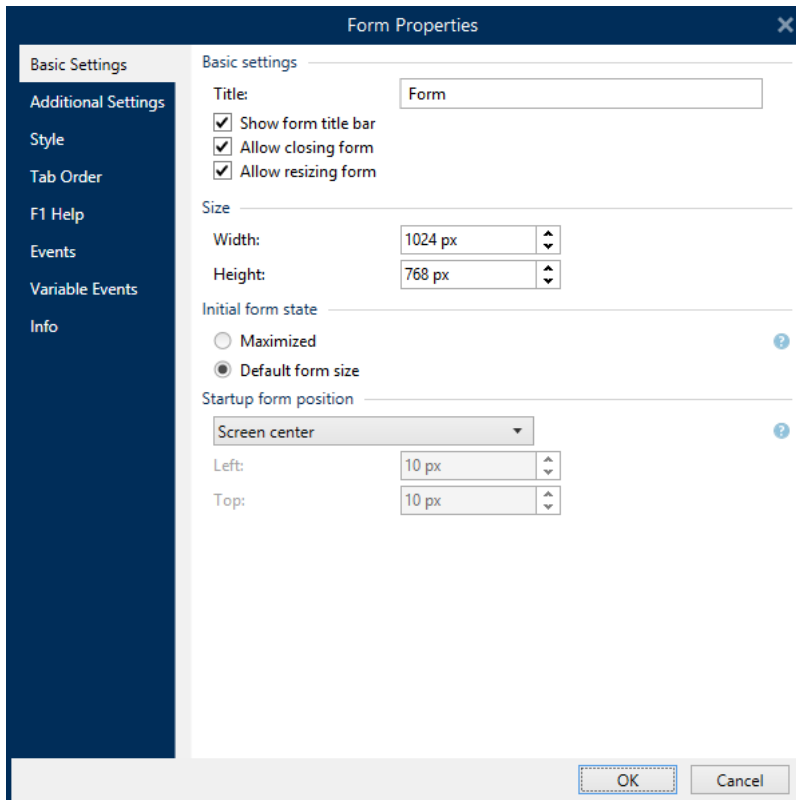 Form Properties
Basic Settings
Additional Settings
Style
Tab Order
F1 Help
Events
Variable Events
Info
Basic settings
Title: Form
Show form title bar
Allow closing form
Allow resizing form
Size
Width: 1024 px
Height: 768 px
Initial form state
Maximized
?
Default form size
Startup form position
Screen center
?
Left: 10 px
Top: 10 px
OK Cancel